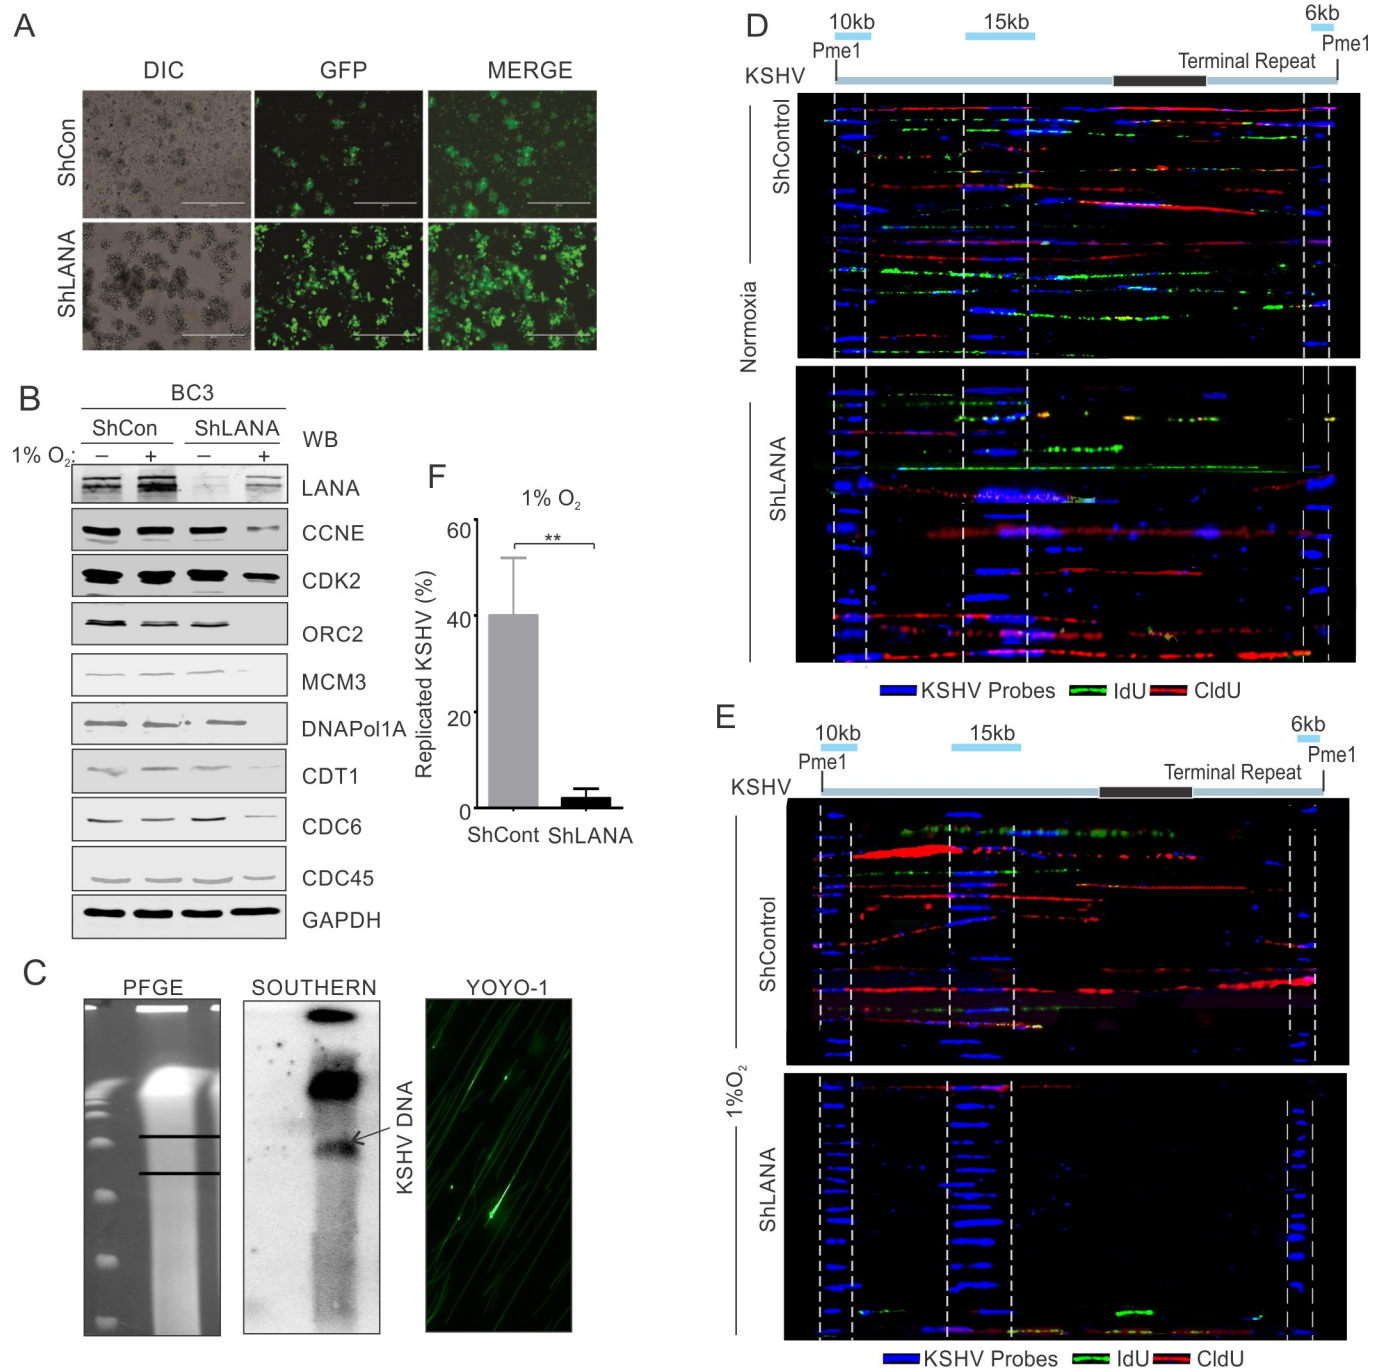 A
DIC GFP MERGE
ShCon
ShLANA
B
BC3
ShCon ShLANA WB
1% O2: – + – +
LANA
CCNE
CDK2
ORC2
MCM3
DNAPol1A
CDT1
CDC6
CDC45
GAPDH
C
PFGE SOUTHERN YOYO-1
KSHV DNA
D
10kb 15kb 6kb
Pme1 Terminal Repeat Pme1
KSHV
Normoxia
ShControl
ShLANA
KSHV Probes IdU CldU
E
10kb 15kb 6kb
Pme1 Terminal Repeat Pme1
KSHV
1%O2
ShControl
ShLANA
KSHV Probes IdU CldU
F
1% O2
**
Replicated KSHV (%)
60
40
20
0
ShCont ShLANA